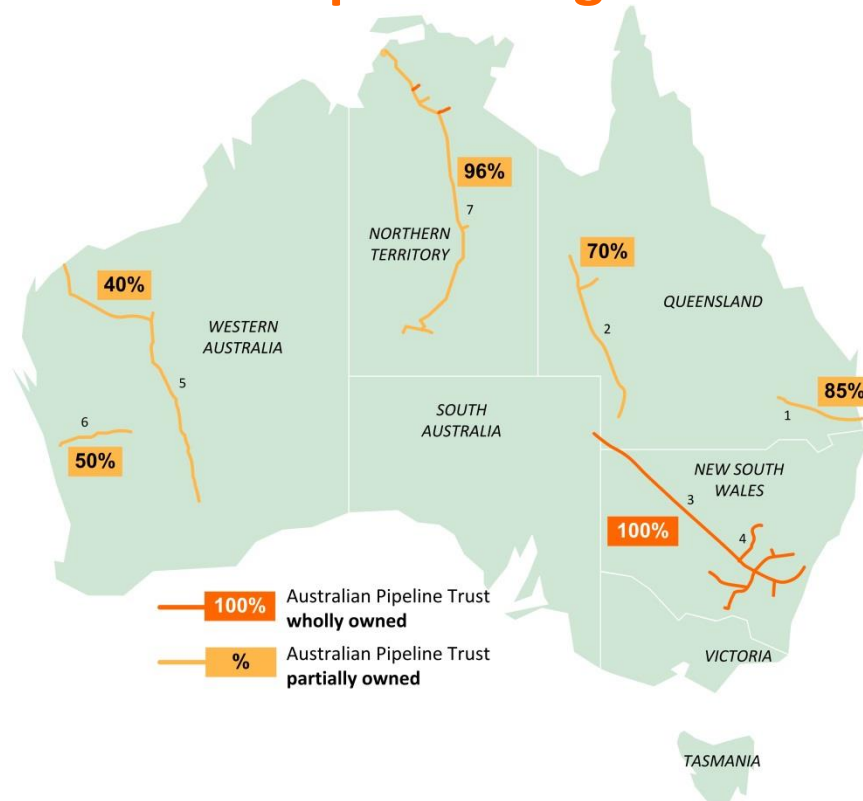 96%
7
NORTHERN
TERRITORY
70%
40%
QUEENSLAND
2
WESTERN
AUSTRALIA
5
85%
SOUTH
AUSTRALIA
1
6
50%
NEW SOUTH
WALES
3
100%
4
100% Australian Pipeline Trust
wholly owned
% Australian Pipeline Trust
partially owned
VICTORIA
TASMANIA